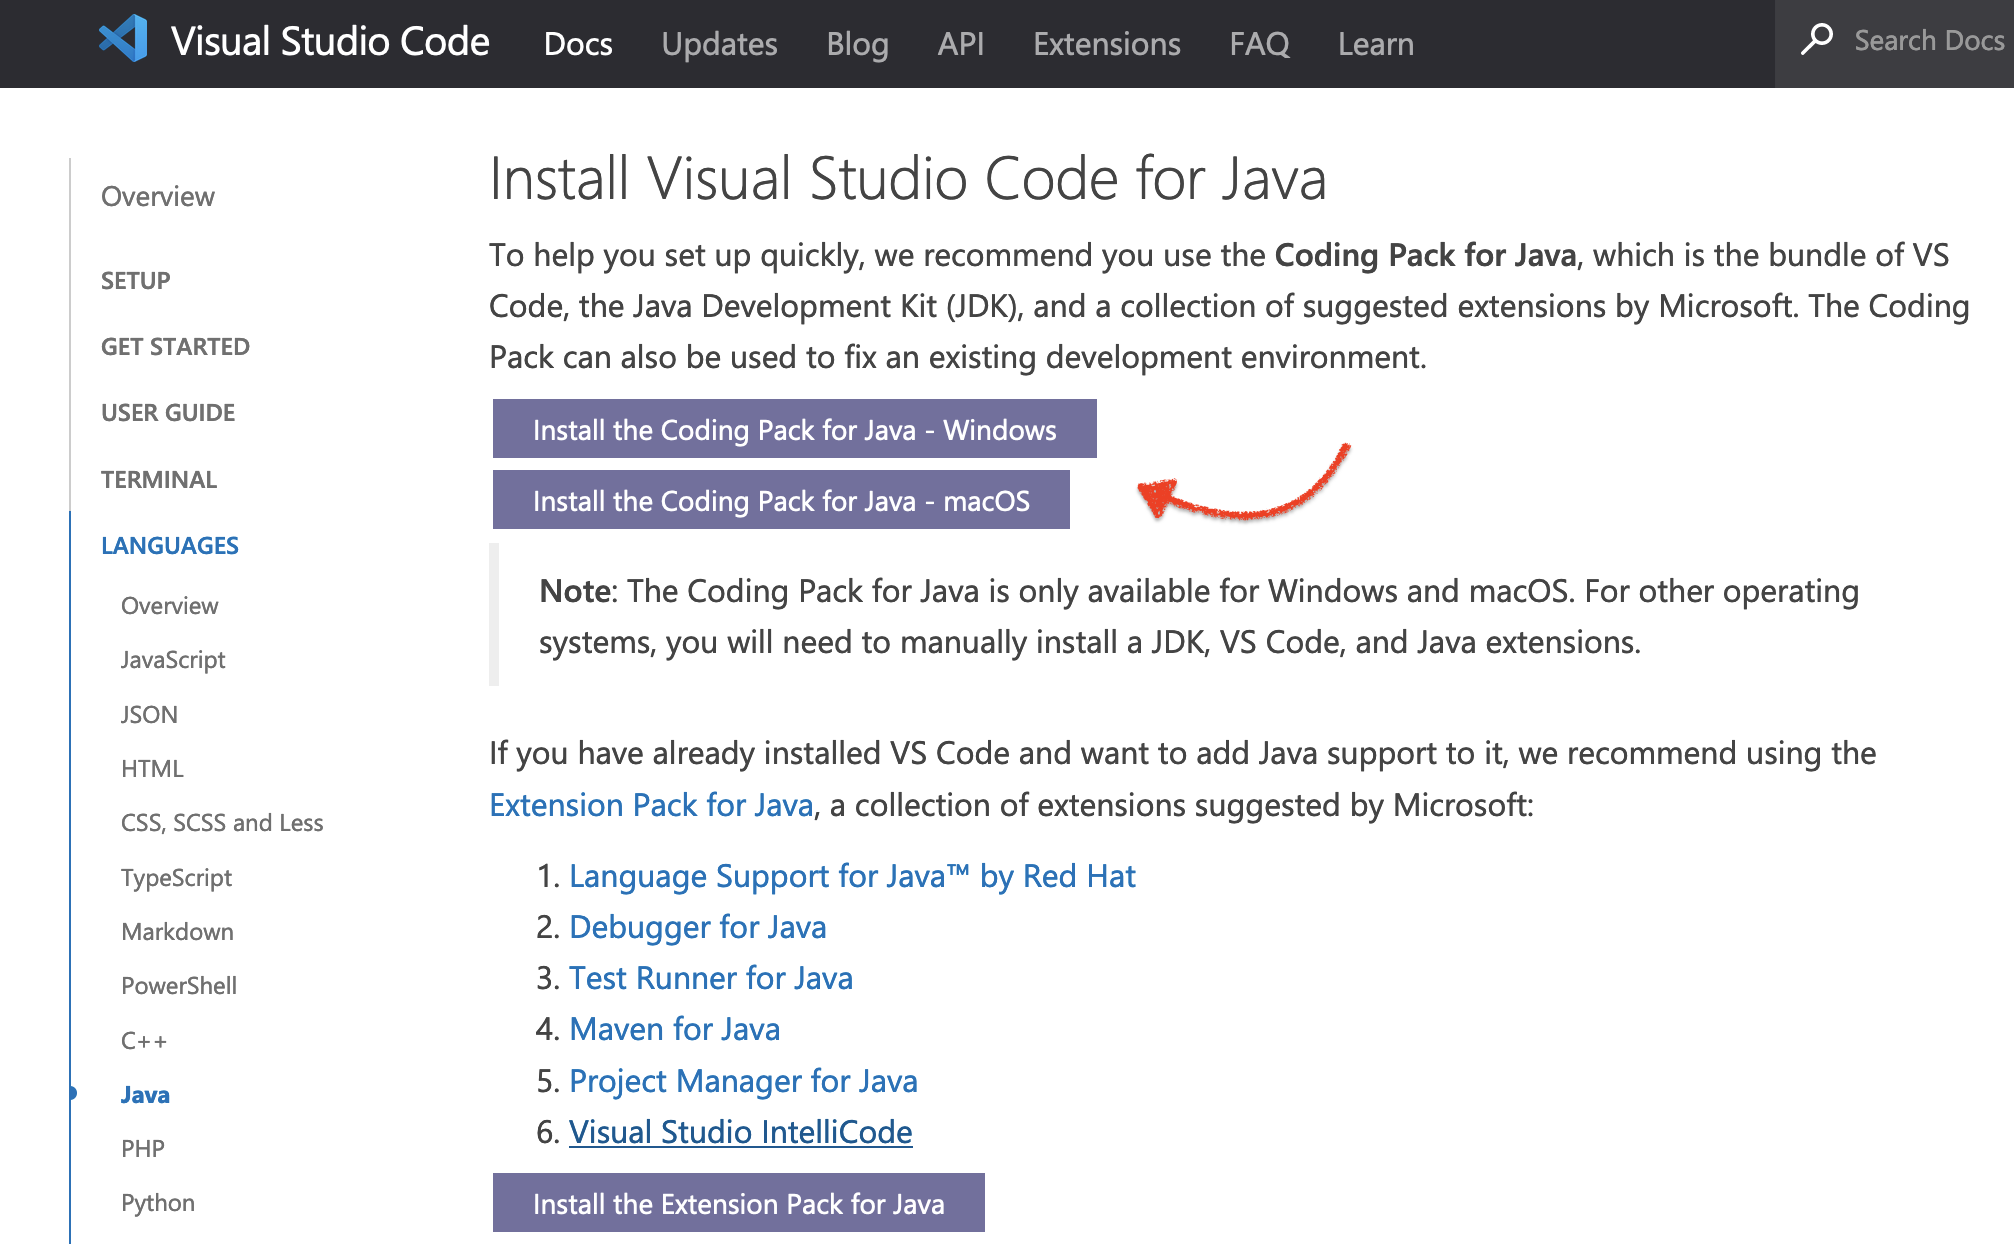 Visual Studio Code Docs Updates Blog API Extensions FAQ Learn Search Docs
Overview
SETUP
GET STARTED
USER GUIDE
TERMINAL
LANGUAGES
Overview
JavaScript
JSON
HTML
CSS, SCSS and Less
TypeScript
Markdown
PowerShell
C++
Java
PHP
Python
Install Visual Studio Code for Java
To help you set up quickly, we recommend you use the Coding Pack for Java, which is the bundle of VS
Code, the Java Development Kit (JDK), and a collection of suggested extensions by Microsoft. The Coding
Pack can also be used to fix an existing development environment.
Install the Coding Pack for Java - Windows
Install the Coding Pack for Java - macOS
Note: The Coding Pack for Java is only available for Windows and macOS. For other operating
systems, you will need to manually install a JDK, VS Code, and Java extensions.
If you have already installed VS Code and want to add Java support to it, we recommend using the
Extension Pack for Java, a collection of extensions suggested by Microsoft:
1. Language Support for Java™ by Red Hat
2. Debugger for Java
3. Test Runner for Java
4. Maven for Java
5. Project Manager for Java
6. Visual Studio IntelliCode
Install the Extension Pack for Java